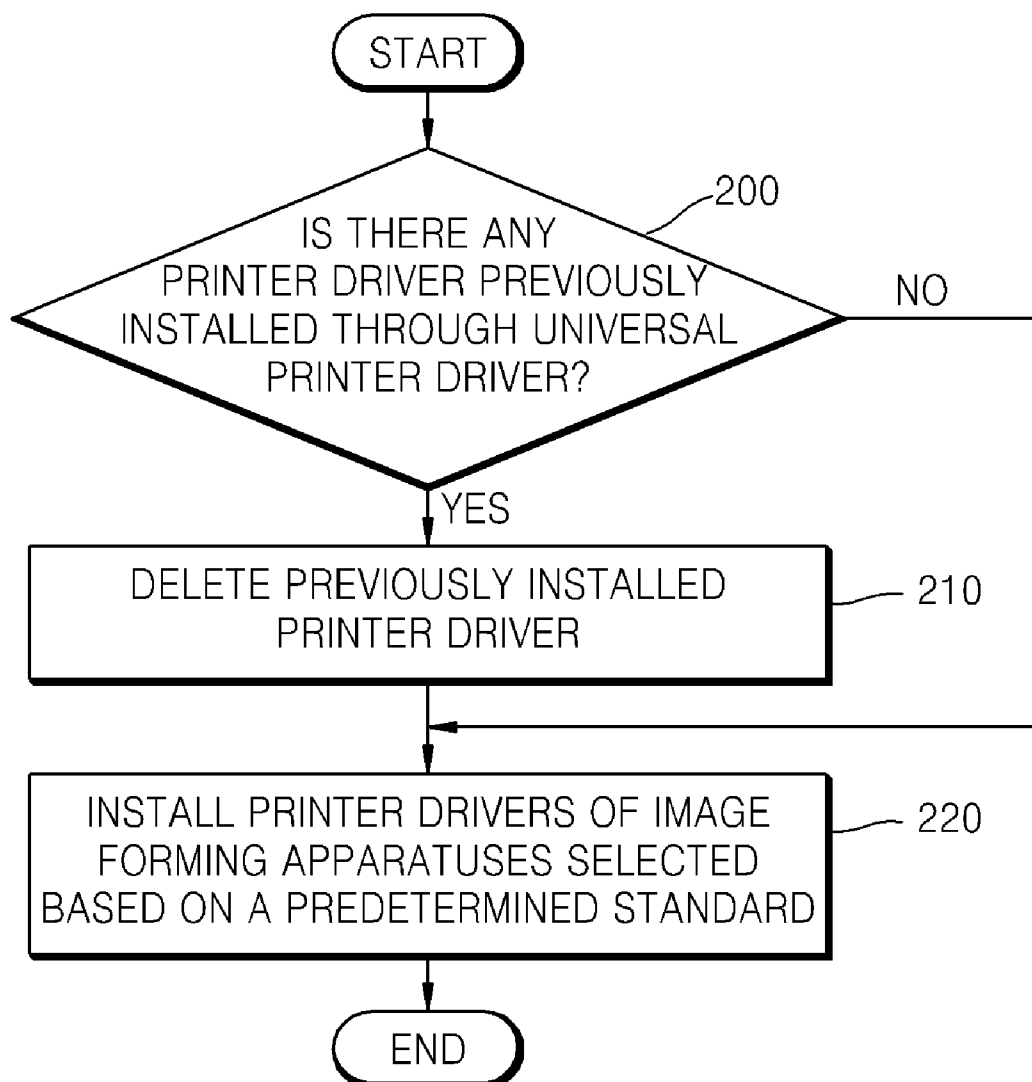 START
200
IS THERE ANY
PRINTER DRIVER PREVIOUSLY
INSTALLED THROUGH UNIVERSAL
PRINTER DRIVER?
NO
YES
DELETE PREVIOUSLY INSTALLED
PRINTER DRIVER
210
INSTALL PRINTER DRIVERS OF IMAGE
FORMING APPARATUSES SELECTED
BASED ON A PREDETERMINED STANDARD
220
END